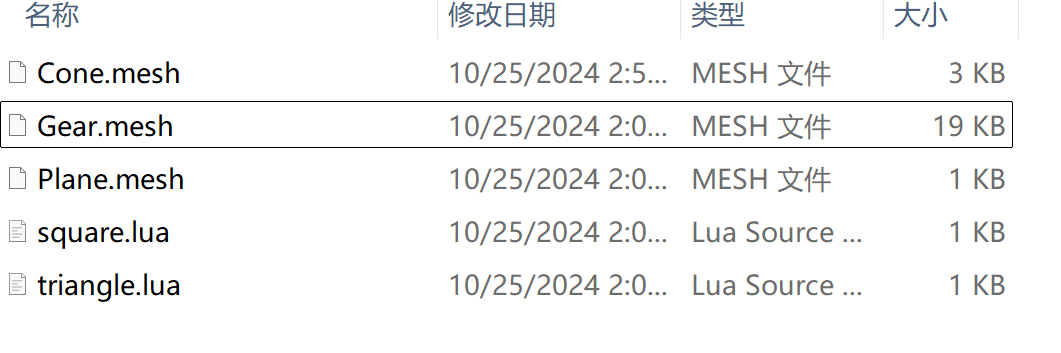 名称 修改日期 类型 大小
Cone.mesh 10/25/2024 2:5... MESH 文件 3 KB
Gear.mesh 10/25/2024 2:0... MESH 文件 19 KB
Plane.mesh 10/25/2024 2:0... MESH 文件 1 KB
square.lua 10/25/2024 2:0... Lua Source ... 1 KB
triangle.lua 10/25/2024 2:0... Lua Source ... 1 KB